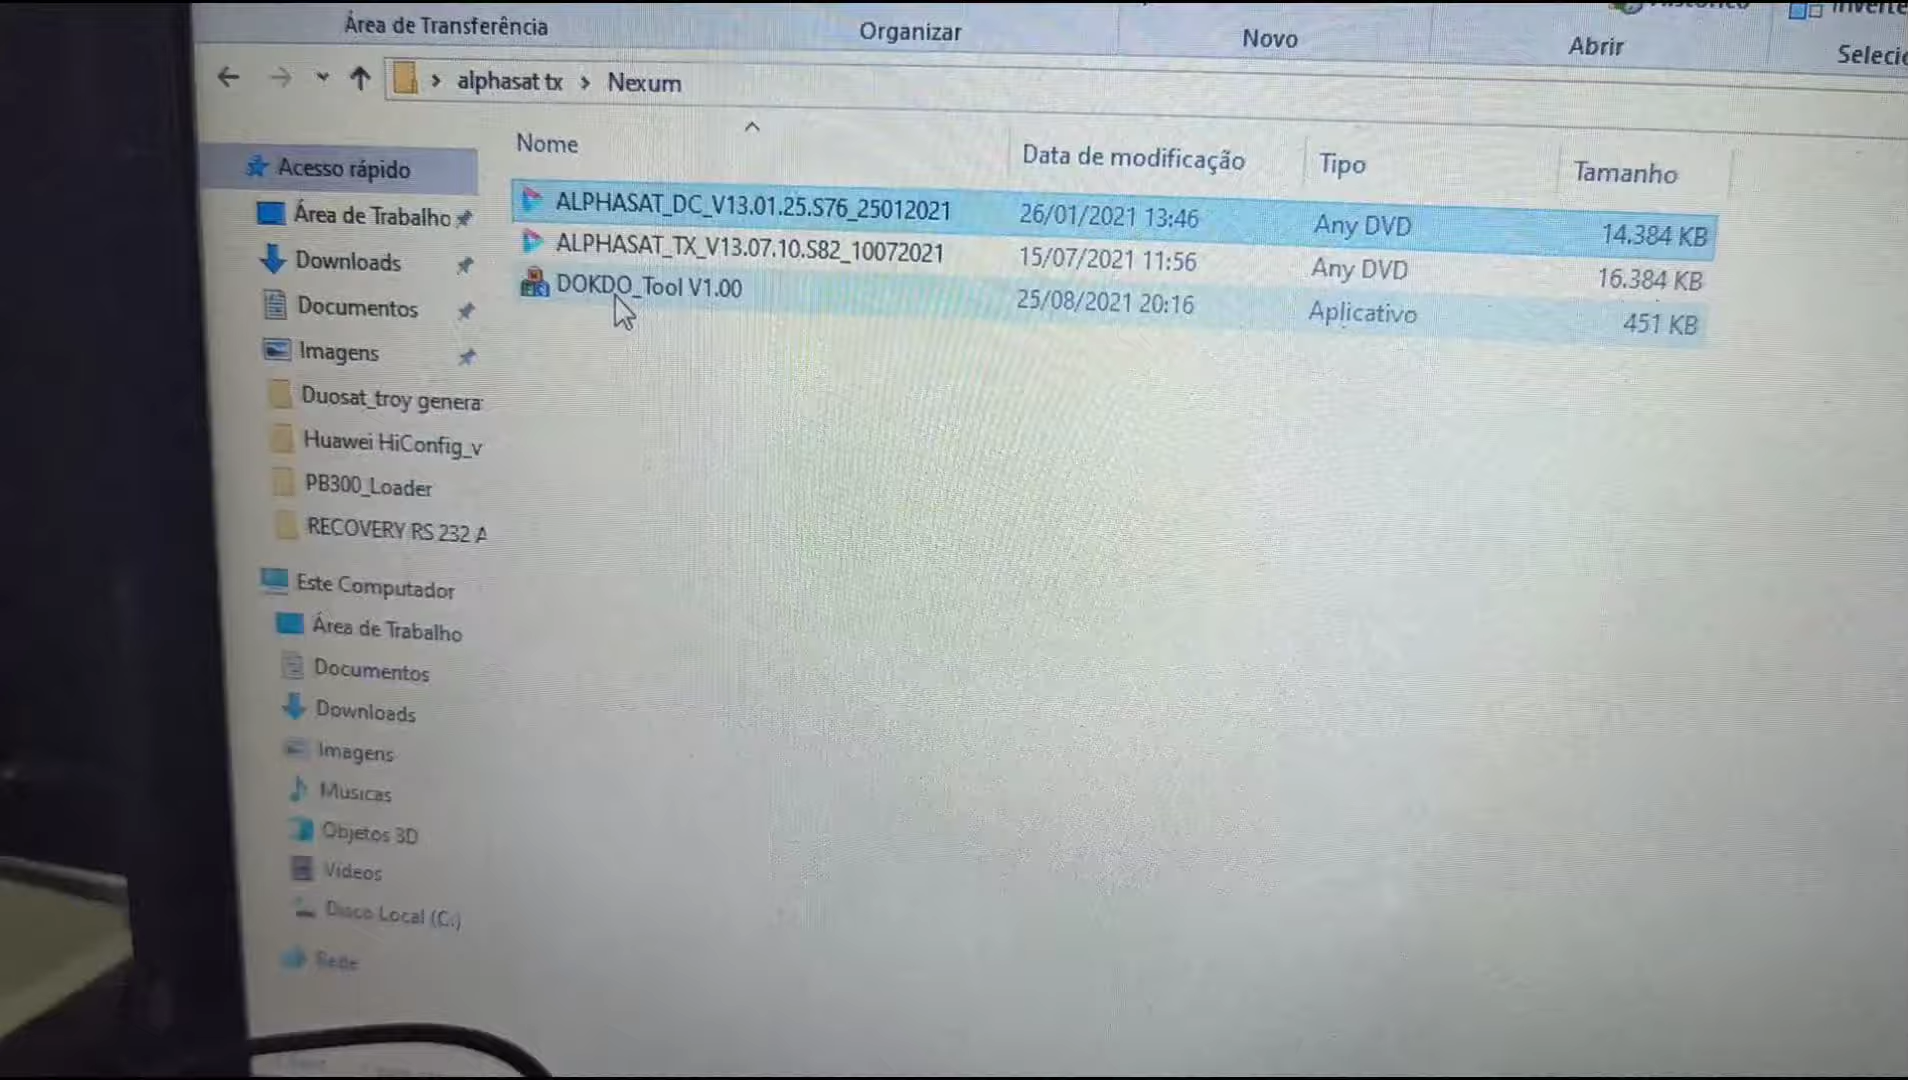 Área de Transferência
Organizar
Novo
Abrir
alphasat tx > Nexum
Nome
Data de modificação
Tipo
Tamanho
ALPHASAT_DC_V13.01.25.S76_25012021 26/01/2021 13:46 Any DVD 14.384 KB
ALPHASAT_TX_V13.07.10.S82_10072021 15/07/2021 11:56 Any DVD 16.384 KB
DOKDO_Tool V1.00 25/08/2021 20:16 Aplicativo 451 KB
Acesso rápido
Área de Trabalho
Downloads
Documentos
Imagens
Duosat_troy genera
Huawei HiConfig_v
PB300_Loader
RECOVERY RS 232 A
Este Computador
Área de Trabalho
Documentos
Downloads
Imagens
Músicas
Objetos 3D
Vídeos
Disco Local (C:)
Rede